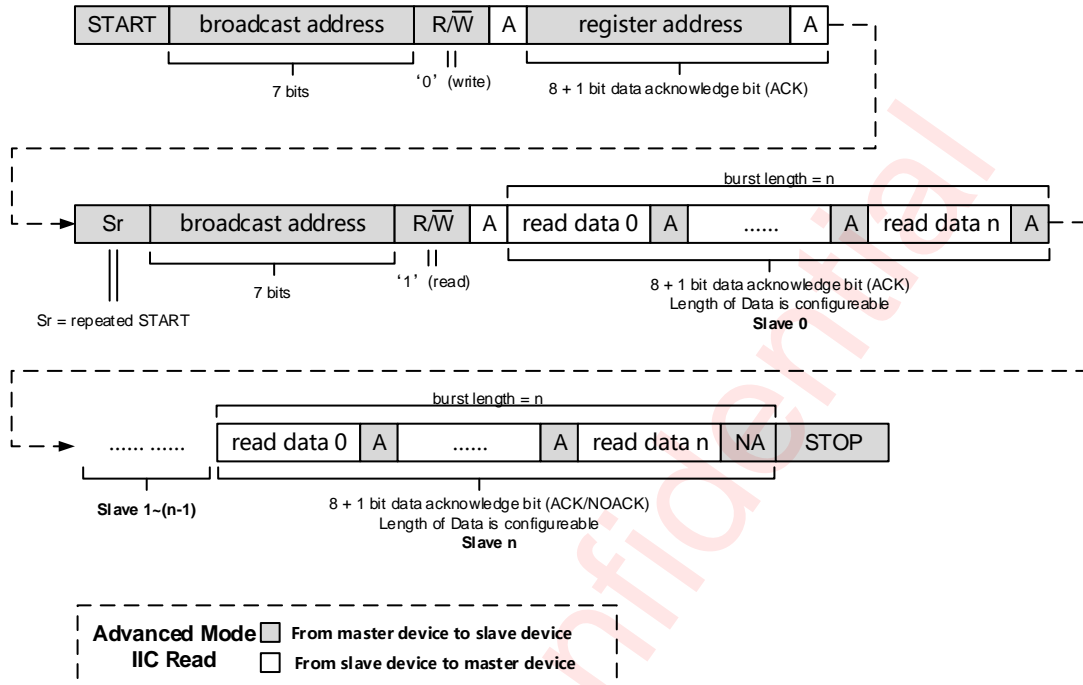 START broadcast address R/W A register address A
7 bits ‘0’ (write) 8 + 1 bit data acknowledge bit (ACK)
burst length = n
Sr broadcast address R/W A read data 0 A ...... A read data n A
7 bits ‘1’ (read) 8 + 1 bit data acknowledge bit (ACK)
Length of Data is configureable
Sr = repeated START Slave 0
burst length = n
...... ...... read data 0 A ...... A read data n NA STOP
Slave 1~(n-1) 8 + 1 bit data acknowledge bit (ACK/NOACK)
Length of Data is configureable
Slave n
Advanced Mode From master device to slave device
IIC Read From slave device to master device
nfidential